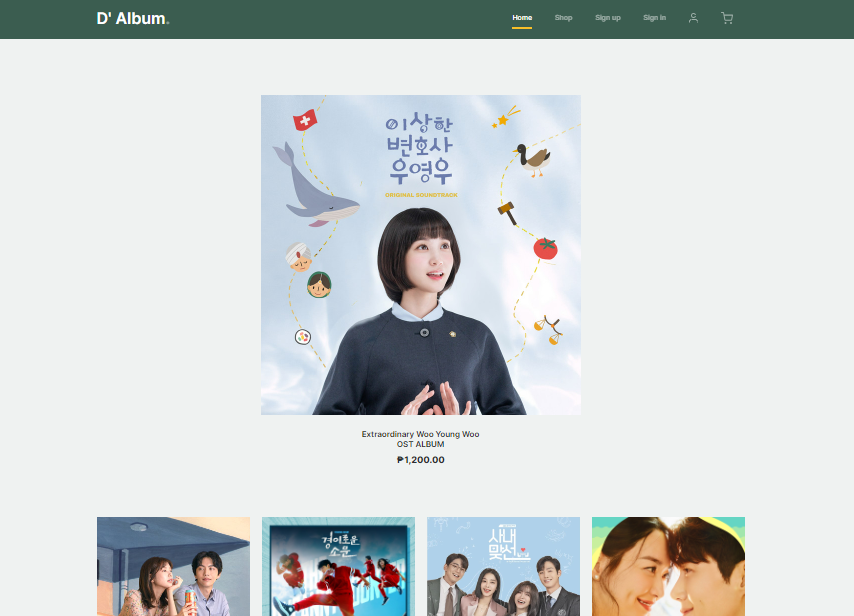 D' Album.
Home
Shop
Sign up
Sign in
이상한
변호사
우영우
ORIGINAL SOUNDTRACK
Extraordinary Woo Young Woo
OST ALBUM
₱1,200.00
경이로운
소문
사내
맞선